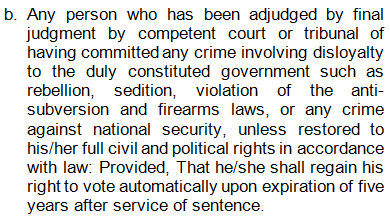 b. Any person who has been adjudged by final
judgment by competent court or tribunal of
having committed any crime involving disloyalty
to the duly constituted government such as
rebellion, sedition, violation of the anti-
subversion and firearms laws, or any crime
against national security, unless restored to
his/her full civil and political rights in accordance
with law: Provided, That he/she shall regain his
right to vote automatically upon expiration of five
years after service of sentence.